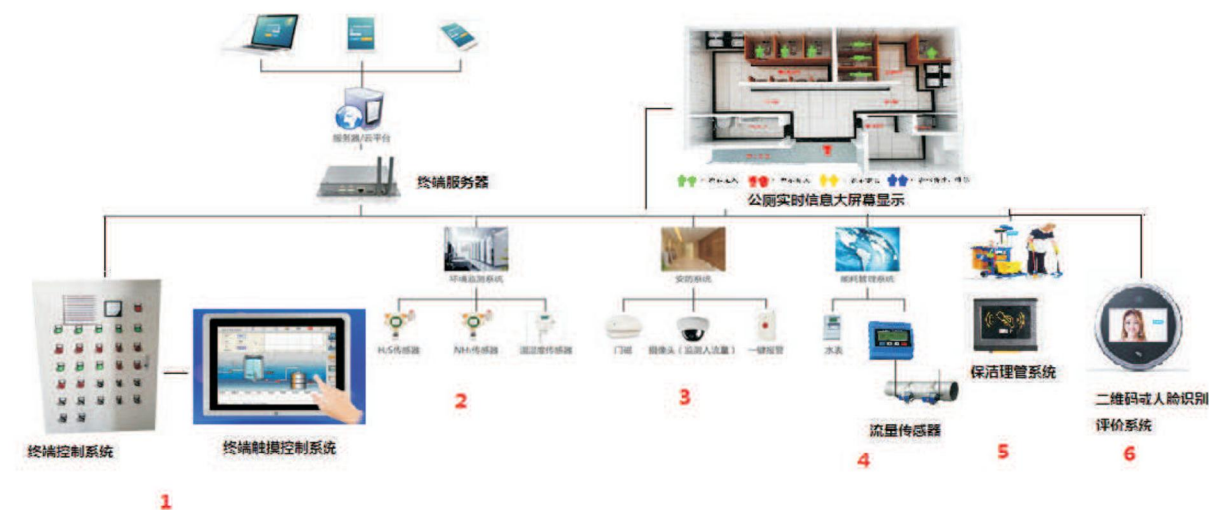 服务器/云平台
终端服务器
公厕实时信息大屏幕显示
环境监测系统
安防系统
能耗管理系统
H₂S传感器
NH₃传感器
温湿度传感器
门磁
摄像头（监测人流量）
一键报警
水表
保洁理管系统
二维码或人脸识别
评价系统
流量传感器
终端控制系统
终端触摸控制系统
1
2
3
4
5
6